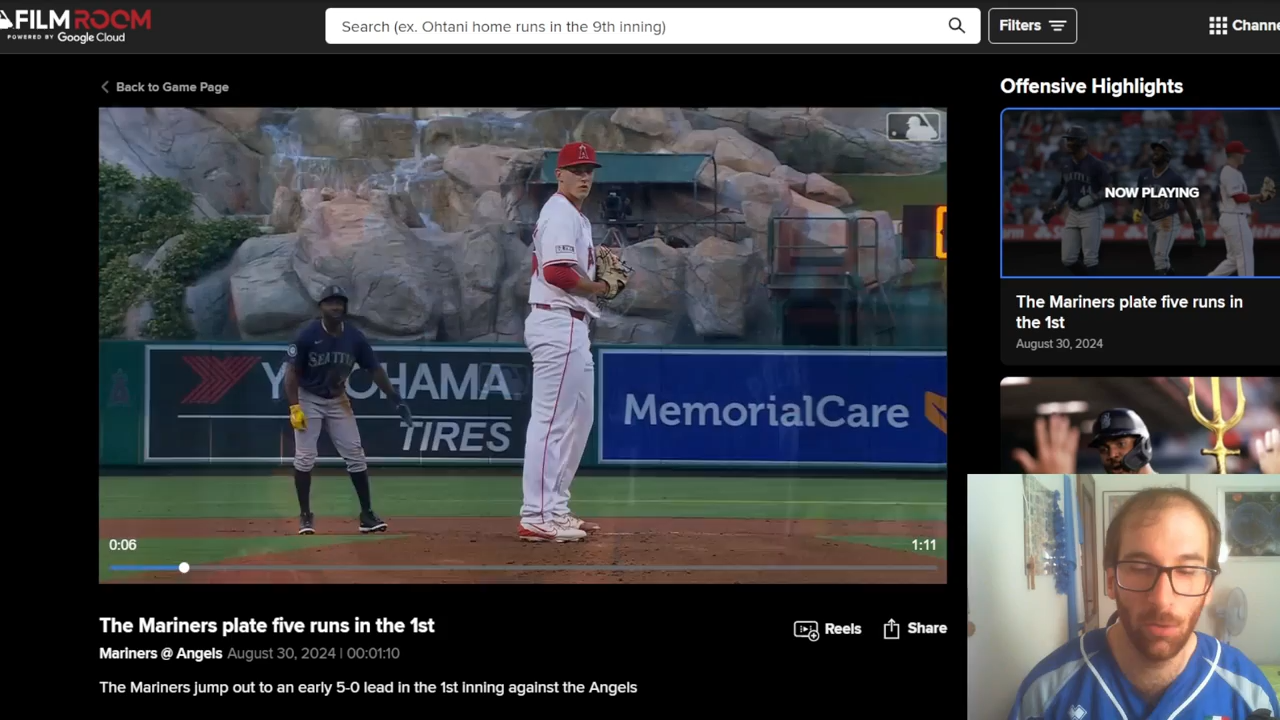 FILM ROOM
POWERED BY Google Cloud
Search (ex. Ohtani home runs in the 9th inning)
Filters
Channe
Back to Game Page
Offensive Highlights
NOW PLAYING
SEATTLE
44
YOKOHAMA
TIRES
MemorialCare
0:06
1:11
The Mariners plate five runs in
the 1st
August 30, 2024
The Mariners plate five runs in the 1st
Reels
Share
Mariners @ Angels August 30, 2024 | 00:01:10
The Mariners jump out to an early 5-0 lead in the 1st inning against the Angels